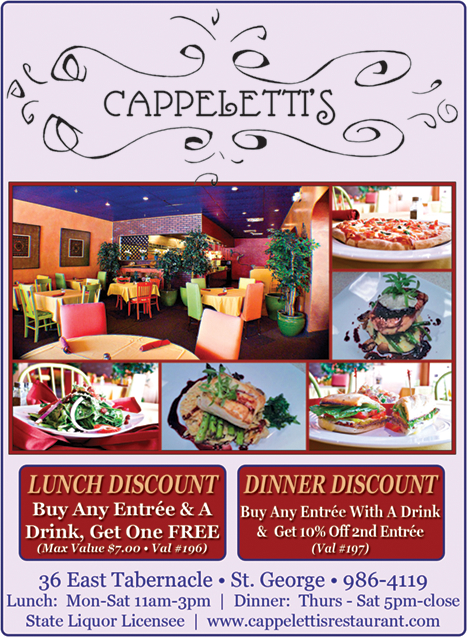 CAPPELETTI'S
LUNCH DISCOUNT
Buy Any Entrée & A
Drink, Get One FREE
(Max Value $7.00 • Val #196)
DINNER DISCOUNT
Buy Any Entrée With A Drink
& Get 10% Off 2nd Entrée
(Val #197)
36 East Tabernacle • St. George • 986-4119
Lunch: Mon-Sat 11am-3pm | Dinner: Thurs - Sat 5pm-close
State Liquor Licensee | www.cappelettisrestaurant.com